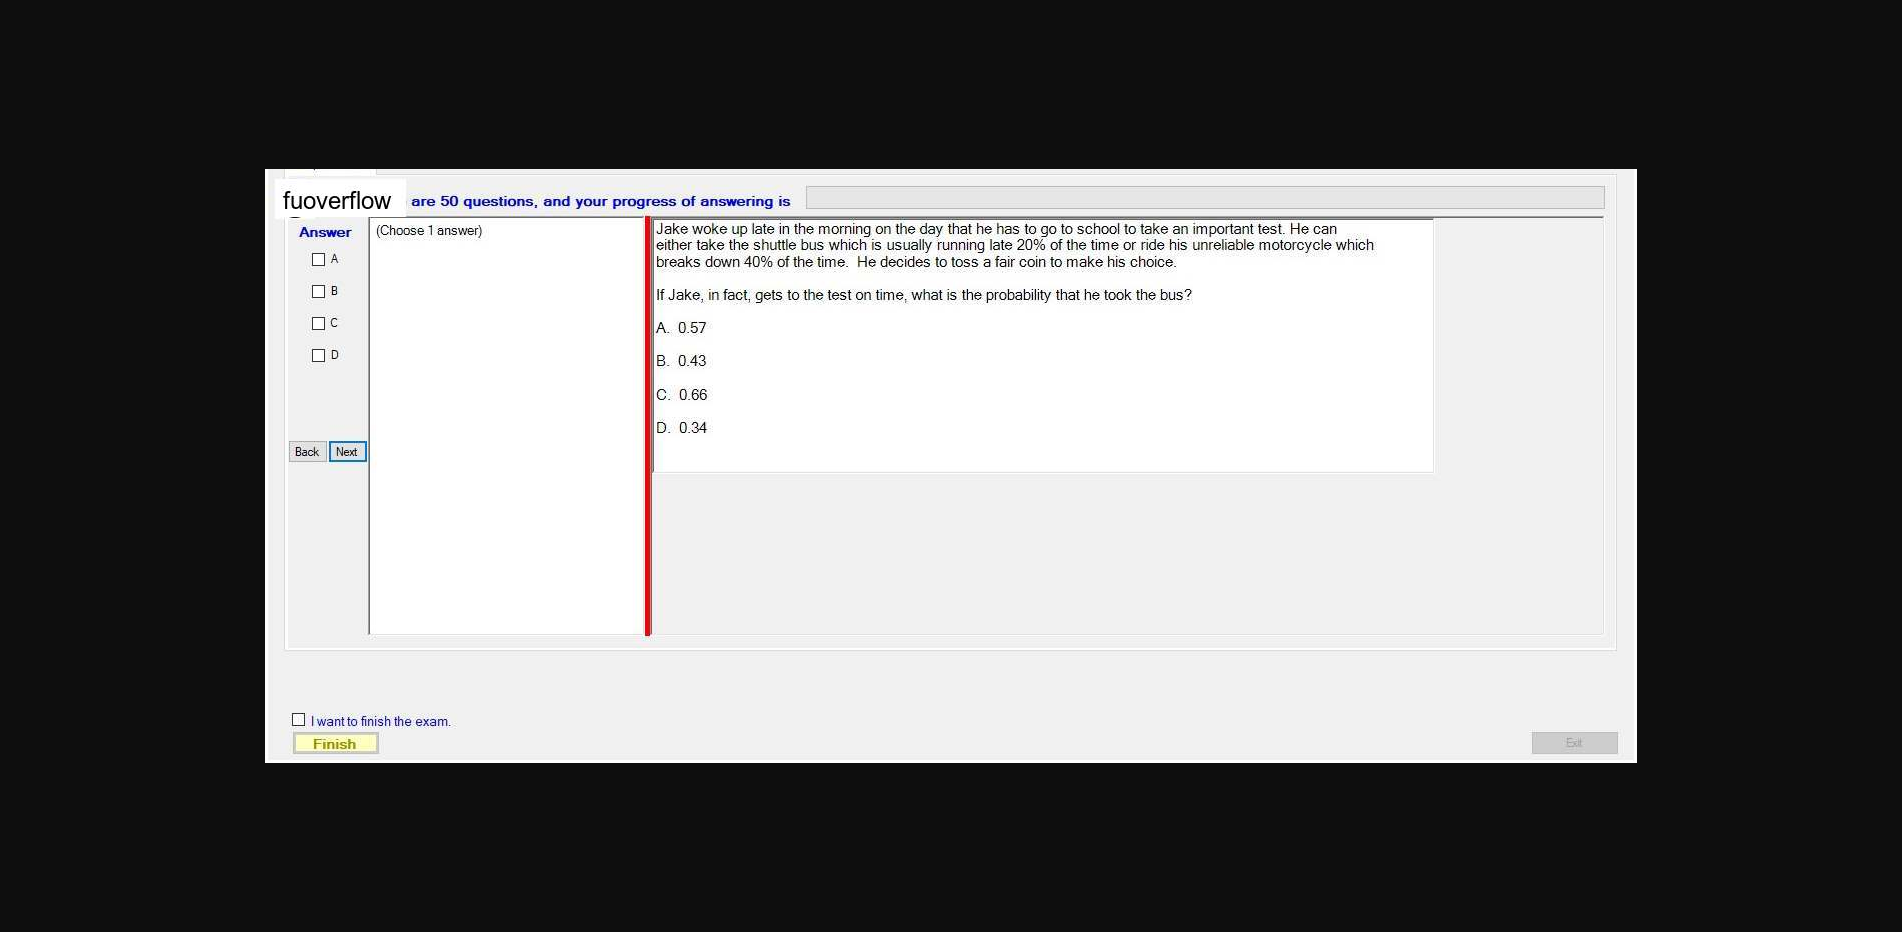 fuoverflow are 50 questions, and your progress of answering is
Answer
A
B
C
D
Back Next
(Choose 1 answer)
Jake woke up late in the morning on the day that he has to go to school to take an important test. He can
either take the shuttle bus which is usually running late 20% of the time or ride his unreliable motorcycle which
breaks down 40% of the time.  He decides to toss a fair coin to make his choice.
If Jake, in fact, gets to the test on time, what is the probability that he took the bus?
A.  0.57
B.  0.43
C.  0.66
D.  0.34
I want to finish the exam.
Finish
Exit